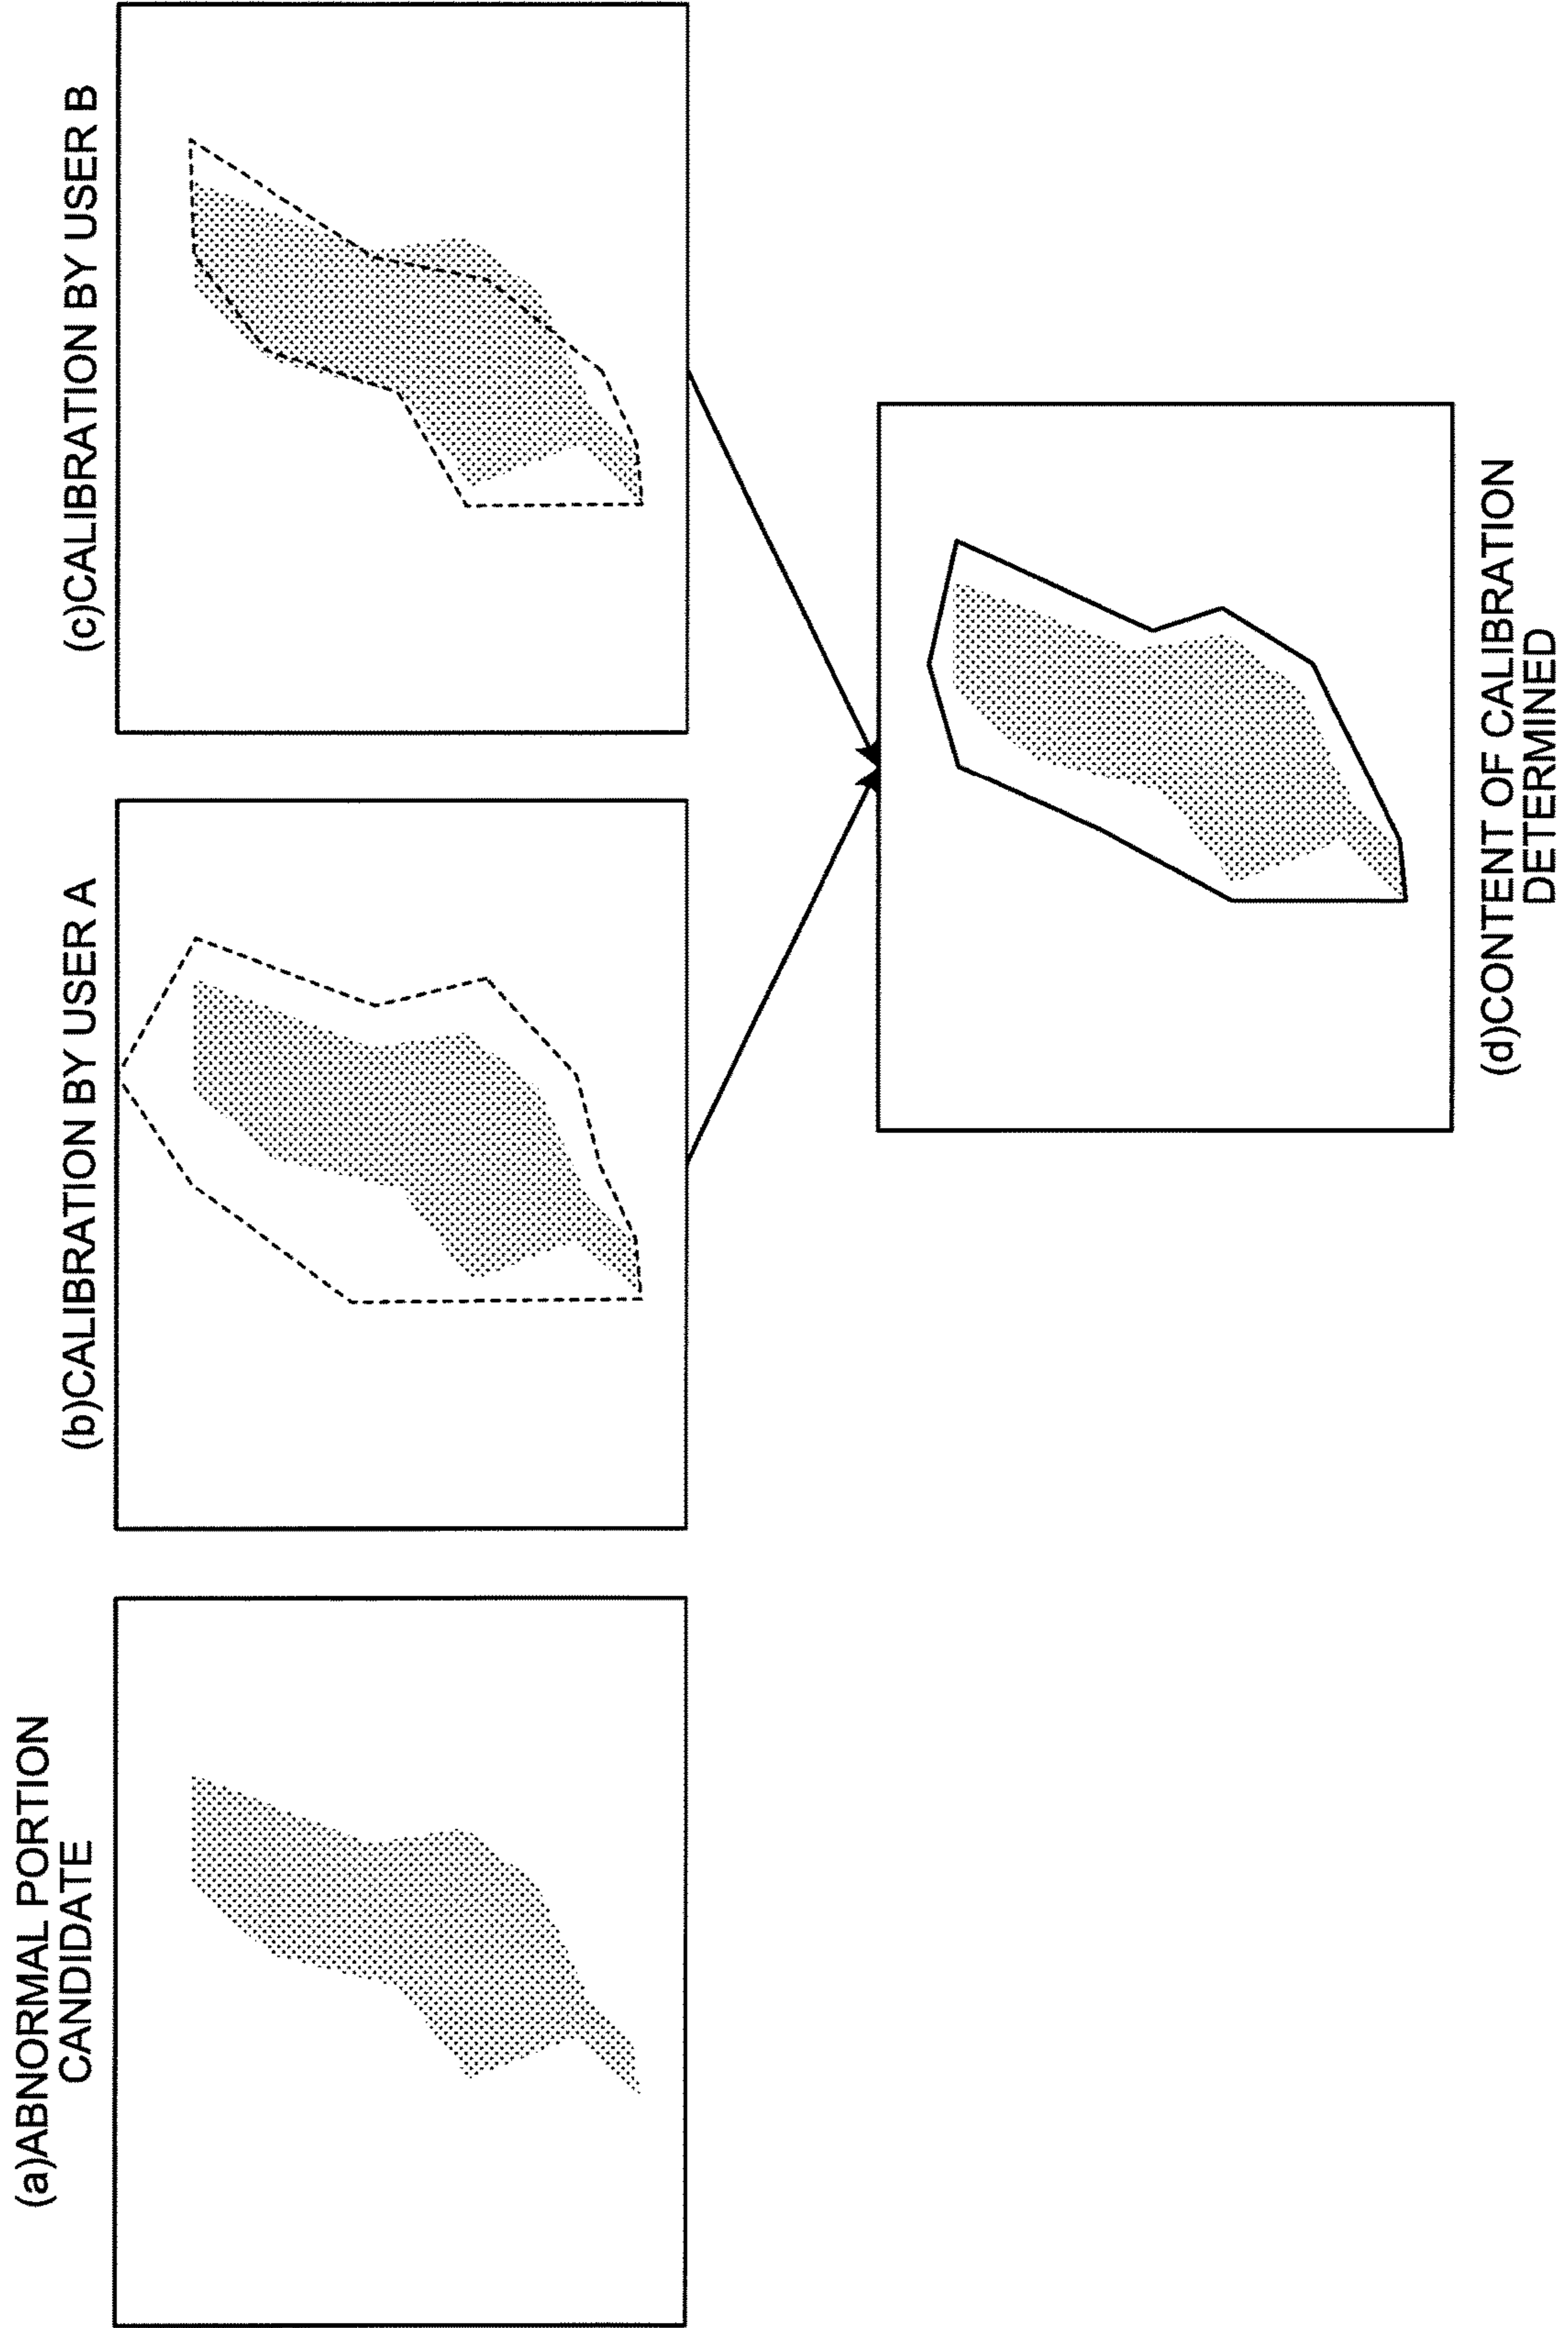 (a)ABNORMAL PORTION
CANDIDATE
(b)CALIBRATION BY USER A
(c)CALIBRATION BY USER B
(d)CONTENT OF CALIBRATION
DETERMINED